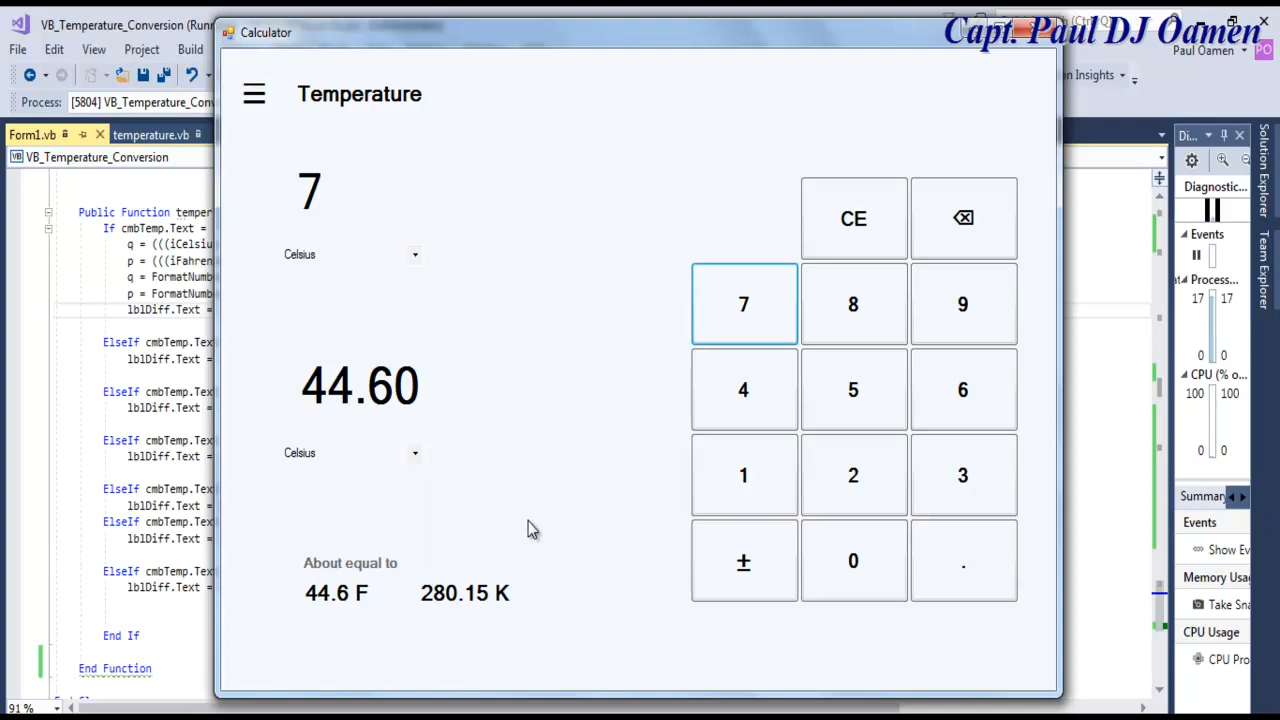 VB_Temperature_Conversion (Runn
Capt. Paul DJ Oamen
File Edit View Project Build
Paul Oamen PO
on Insights
Process: [5804] VB_Temperature_Conv
Form1.vb temperature.vb
VB_Temperature_Conversion
Calculator
☰ Temperature
7
Celsius
44.60
Celsius
About equal to
44.6 F 280.15 K
CE ⌫
7 8 9
4 5 6
1 2 3
± 0 .
Public Function temper
If cmbTemp.Text =
q = (((iCelsiu
p = (((iFahren
q = FormatNumb
p = FormatNumb
lblDiff.Text =
ElseIf cmbTemp.Tex
lblDiff.Text =
ElseIf cmbTemp.Tex
lblDiff.Text =
ElseIf cmbTemp.Tex
lblDiff.Text =
ElseIf cmbTemp.Tex
lblDiff.Text =
ElseIf cmbTemp.Tex
lblDiff.Text =
ElseIf cmbTemp.Tex
lblDiff.Text =
End If
End Function
91 %
Di...
Diagnostic...
Events
Process...
17 17
0 0
CPU (% o...
100 100
0 0
Summary
Events
Show Ev
Memory Usag
Take Sna
CPU Usage
CPU Pro
Solution Explorer
Team Explorer